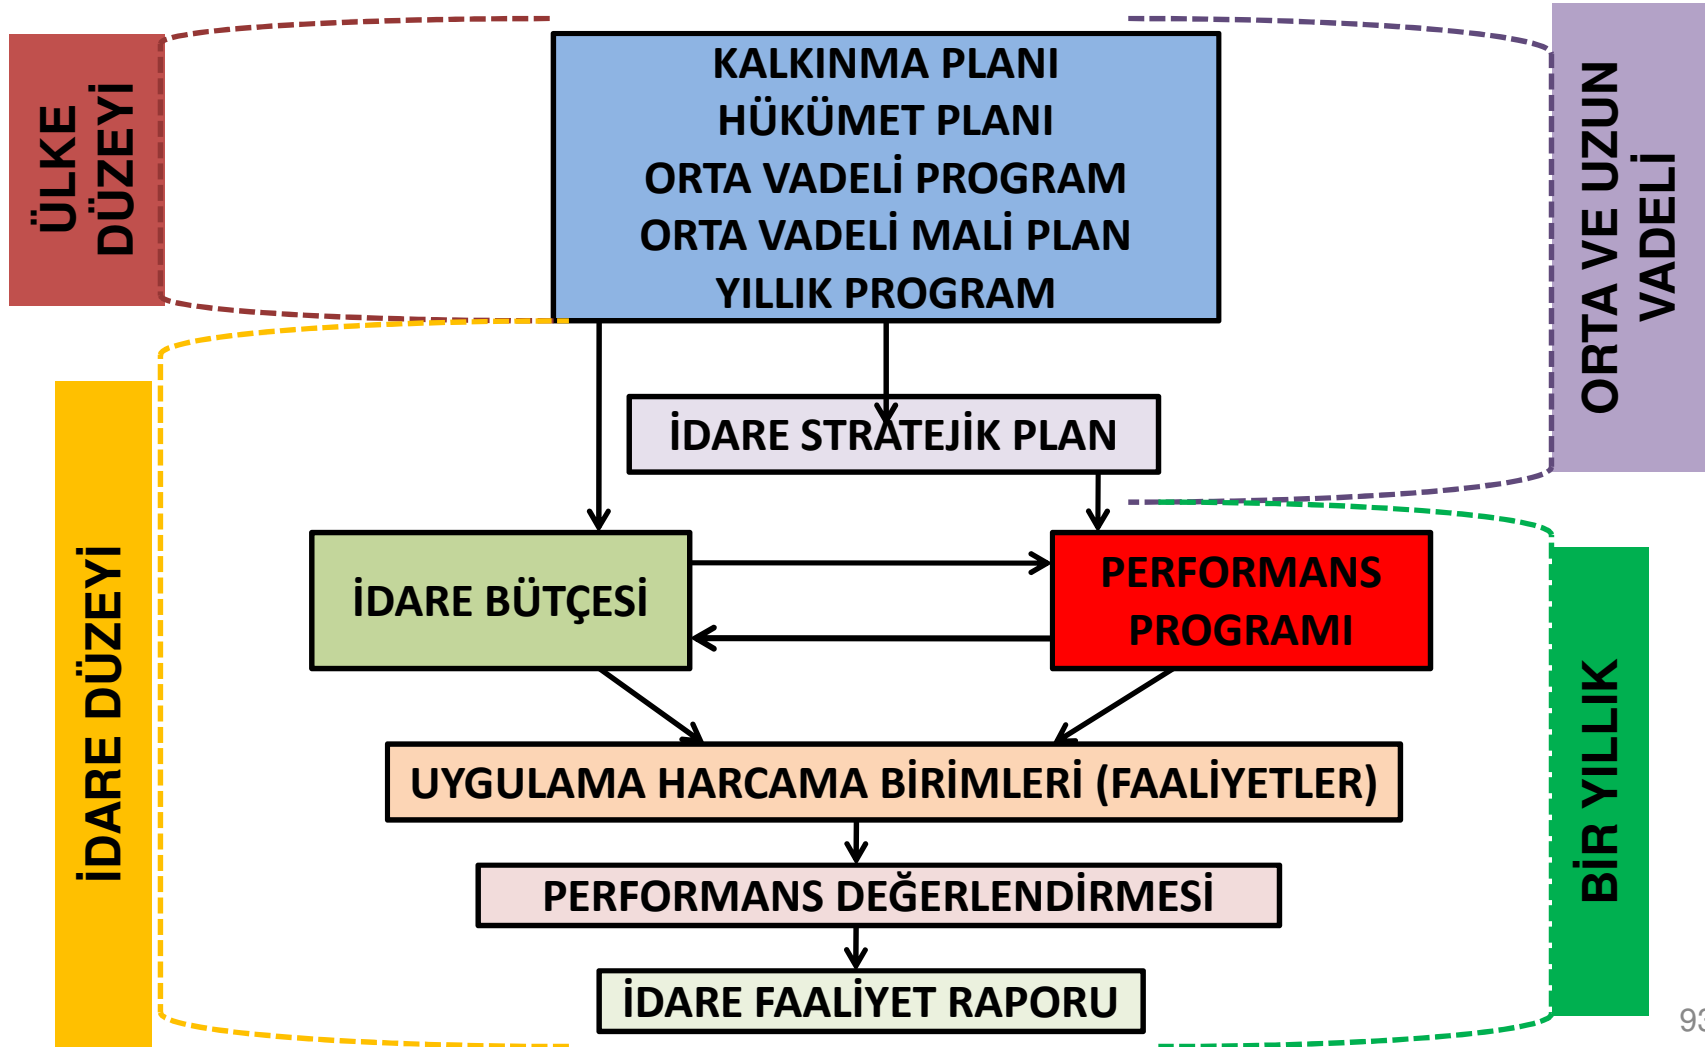 ÜLKE
DÜZEYİ
KALKINMA PLANI
HÜKÜMET PLANI
ORTA VADELİ PROGRAM
ORTA VADELİ MALİ PLAN
YILLIK PROGRAM
ORTA VE UZUN
VADELİ
İDARE STRATEJİK PLAN
İDARE DÜZEYİ
İDARE BÜTÇESİ
PERFORMANS
PROGRAMI
BİR YILLIK
UYGULAMA HARCAMA BİRİMLERİ (FAALİYETLER)
PERFORMANS DEĞERLENDİRMESİ
İDARE FAALİYET RAPORU
93